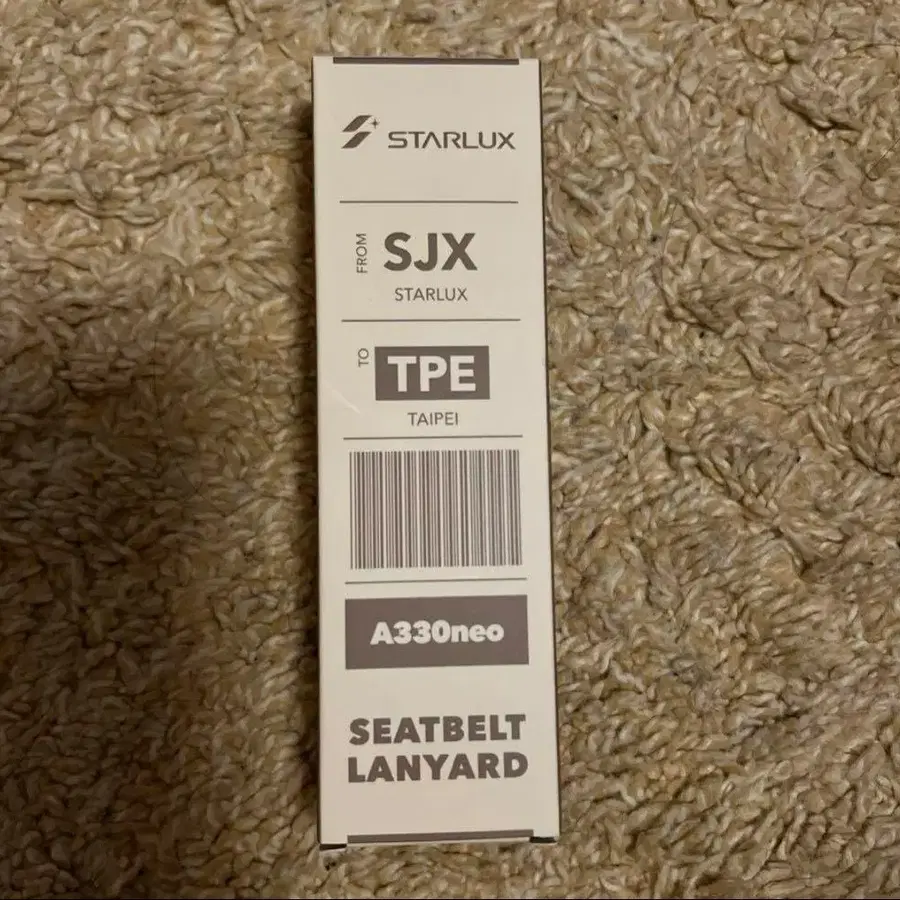 STARLUX
FROM
SJX
STARLUX
TO
TPE
TAIPEI
A330neo
SEATBELT
LANYARD